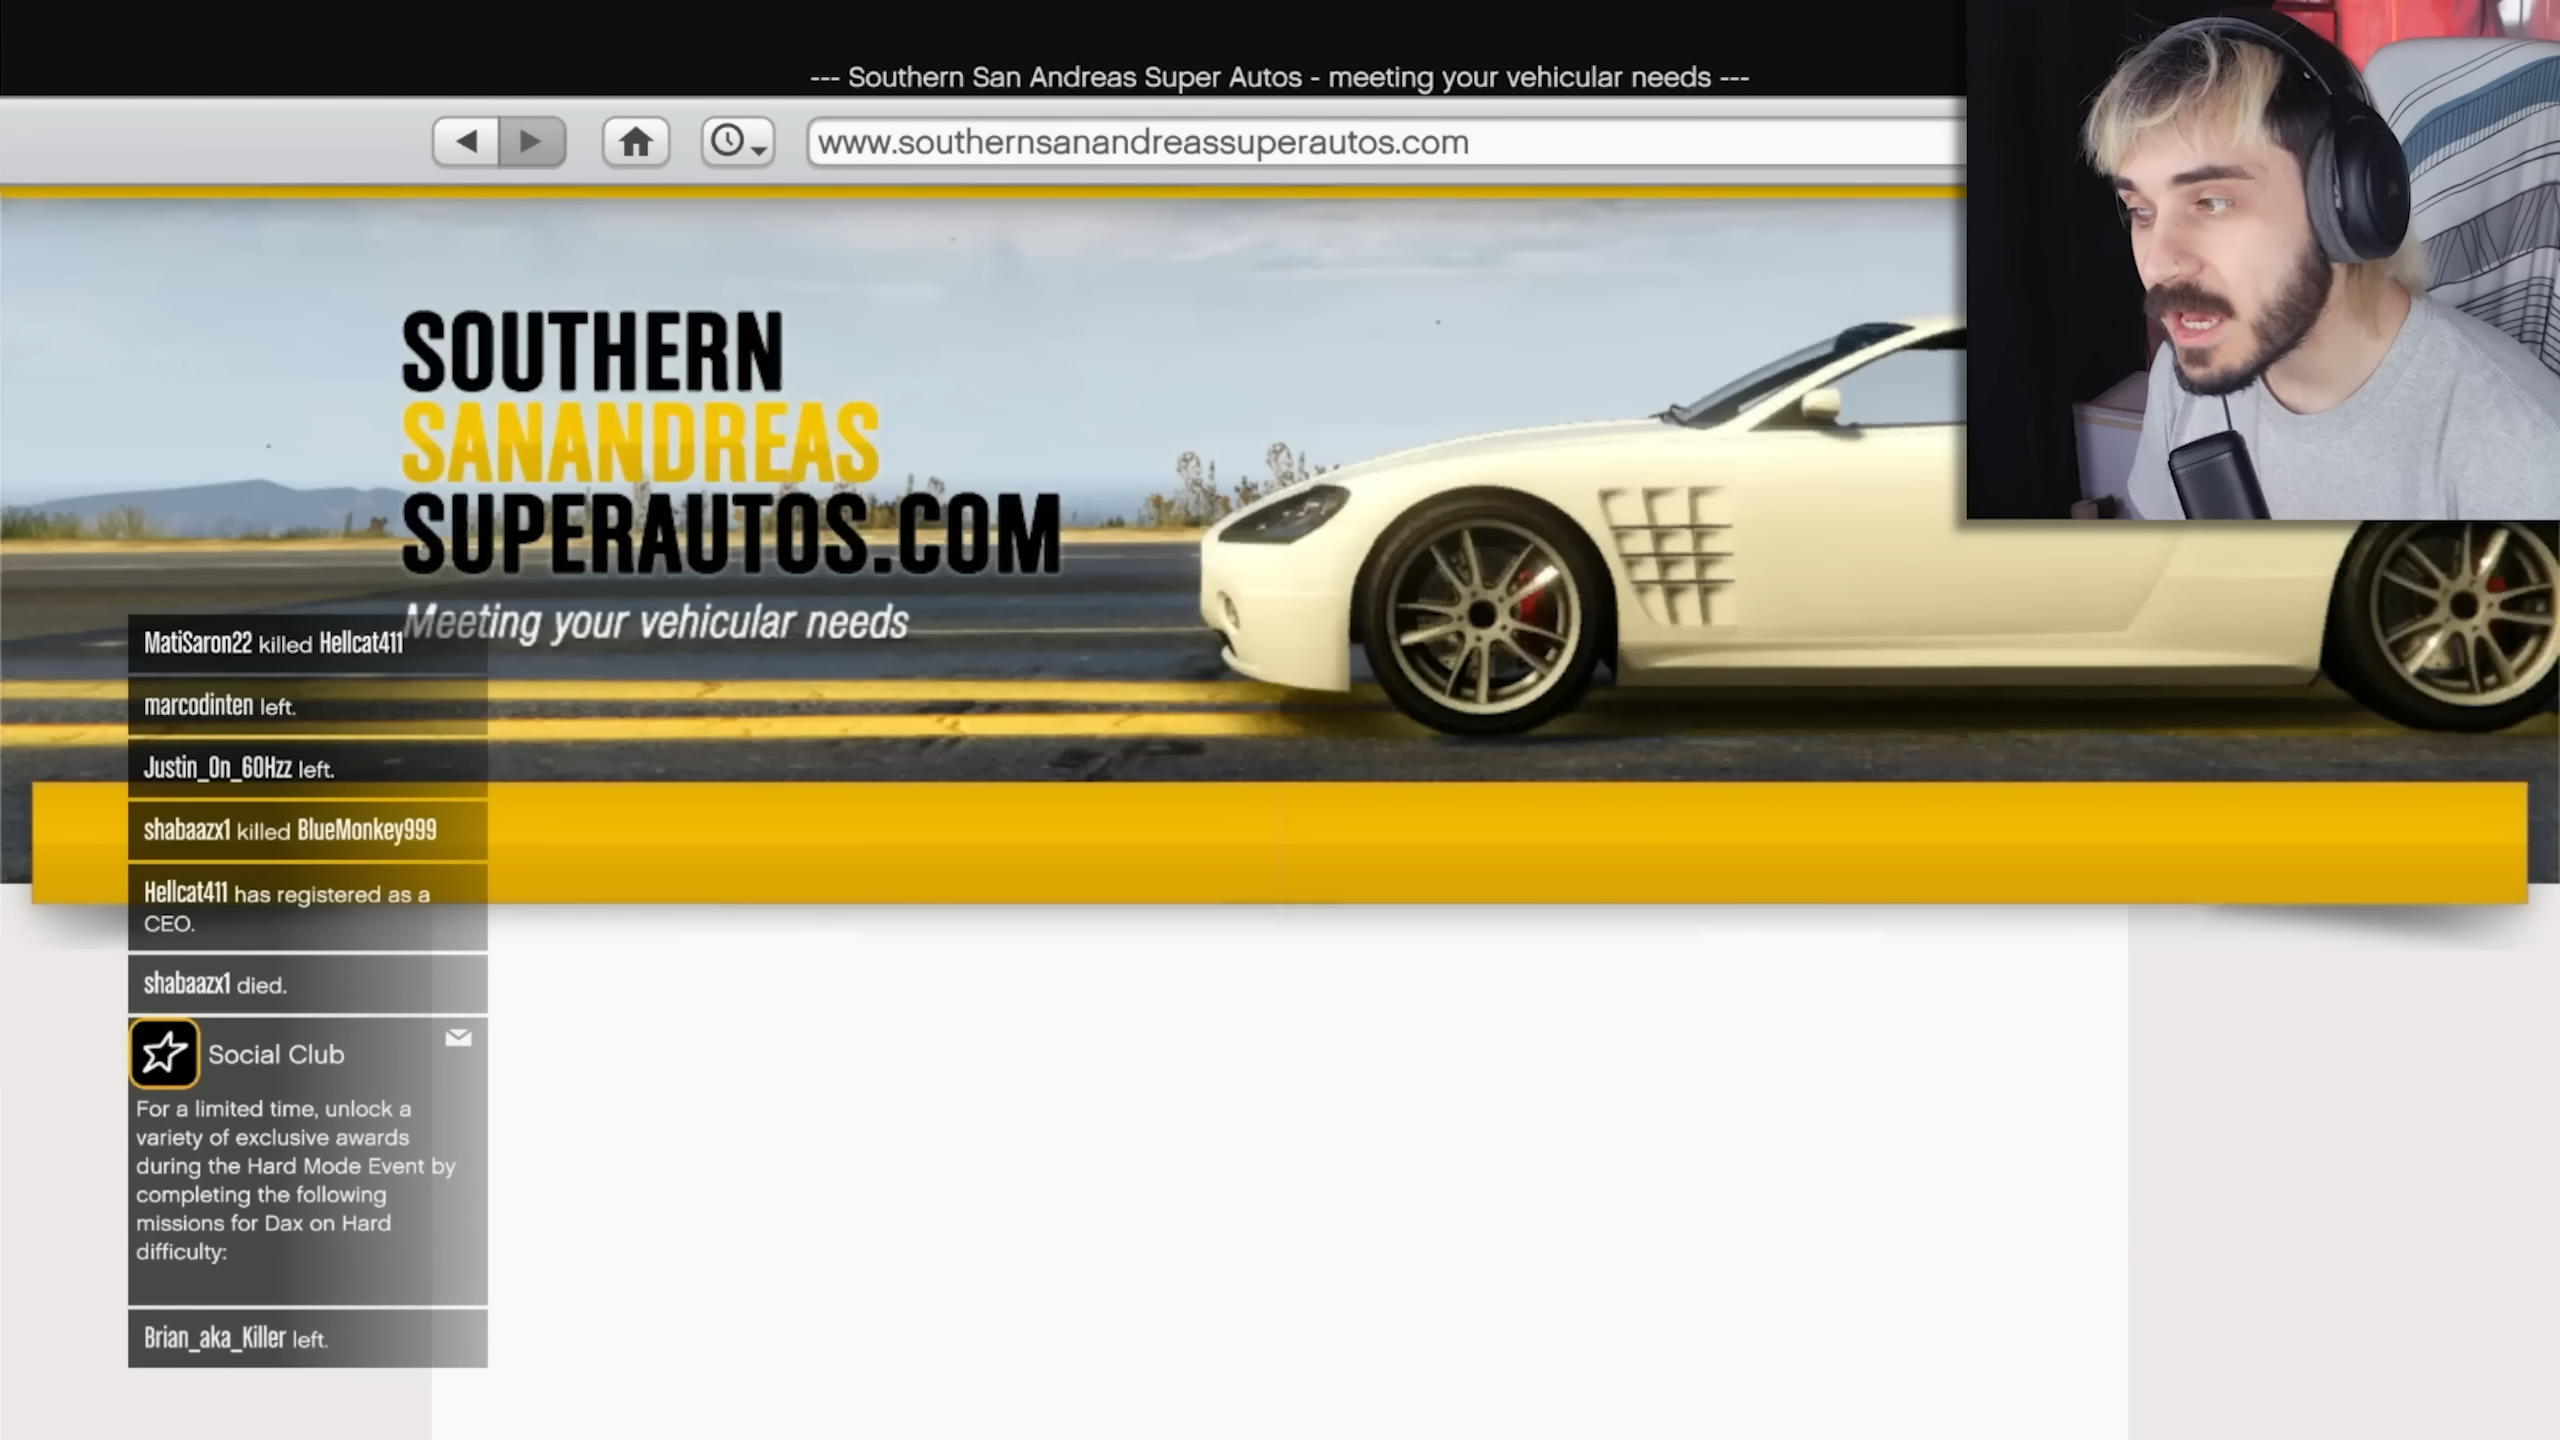 --- Southern San Andreas Super Autos - meeting your vehicular needs ---
www.southernsanandreassuperautos.com
SOUTHERN
SANANDREAS
SUPERAUTOS.COM
Meeting your vehicular needs
MatiSaron22 killed Hellcat411
marcodinten left.
Justin_On_60Hzz left.
shabaazx1 killed BlueMonkey999
Hellcat411 has registered as a
CEO.
shabaazx1 died.
Social Club
For a limited time, unlock a
variety of exclusive awards
during the Hard Mode Event by
completing the following
missions for Dax on Hard
difficulty:
Brian_aka_Killer left.